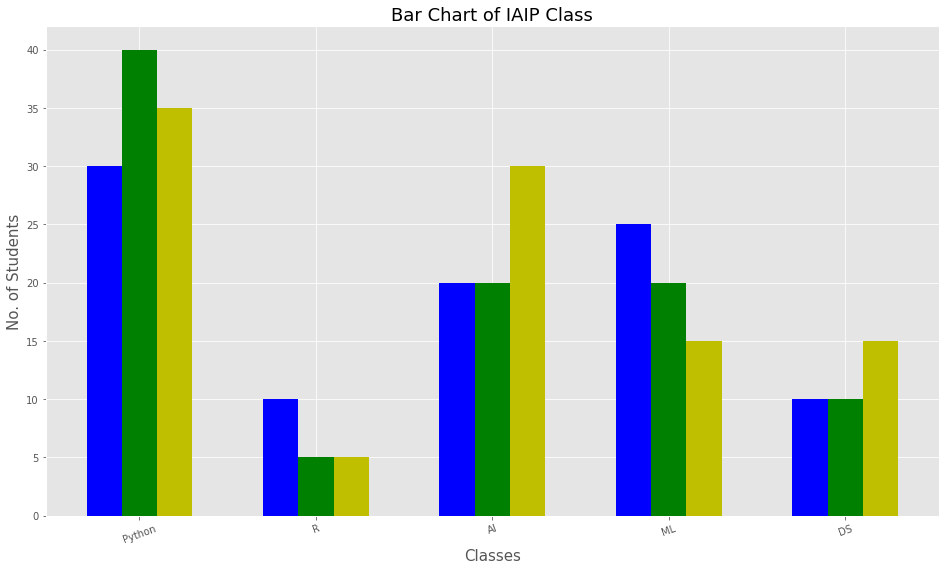 Bar Chart of IAIP Class
No. of Students
40
35
30
25
20
15
10
5
0
Python
R
AI
ML
DS
Classes